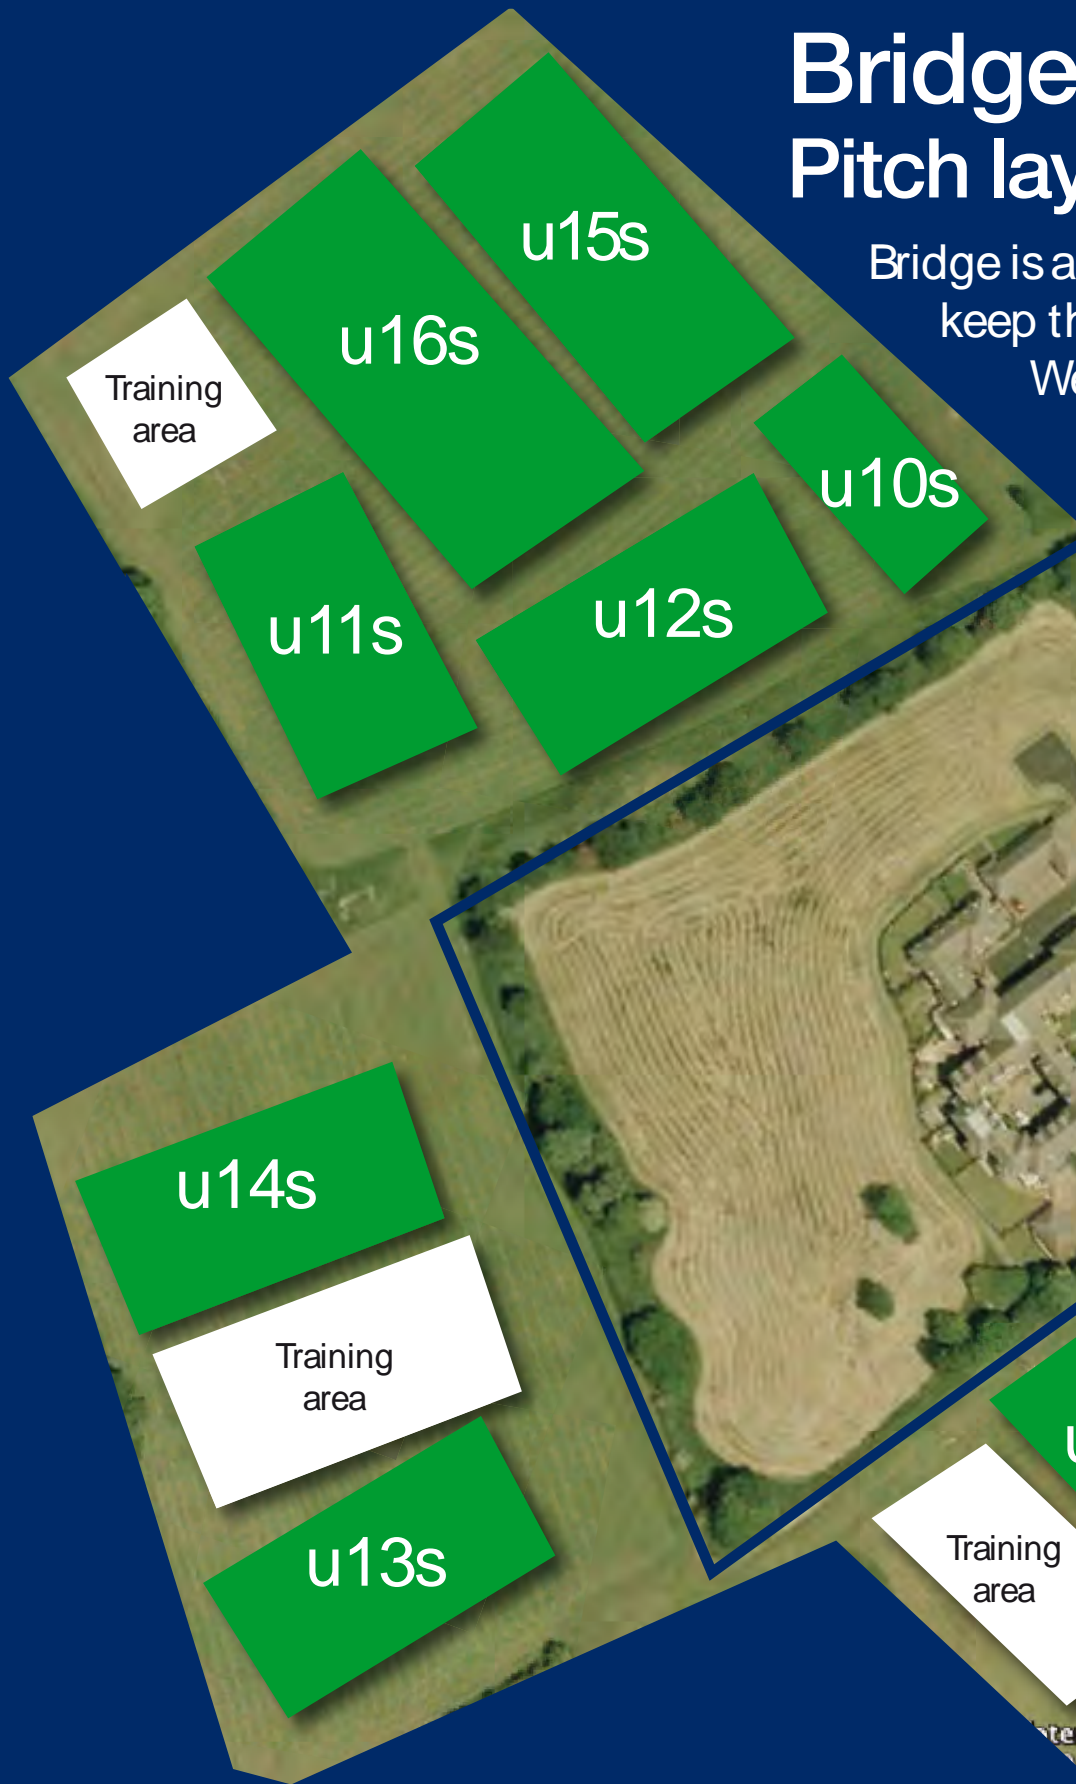 Bridge
Pitch lay
Bridge is a
keep th
We
u15s
u16s
Training
area
u10s
u11s
u12s
u14s
Training
area
u13s
u
Training
area